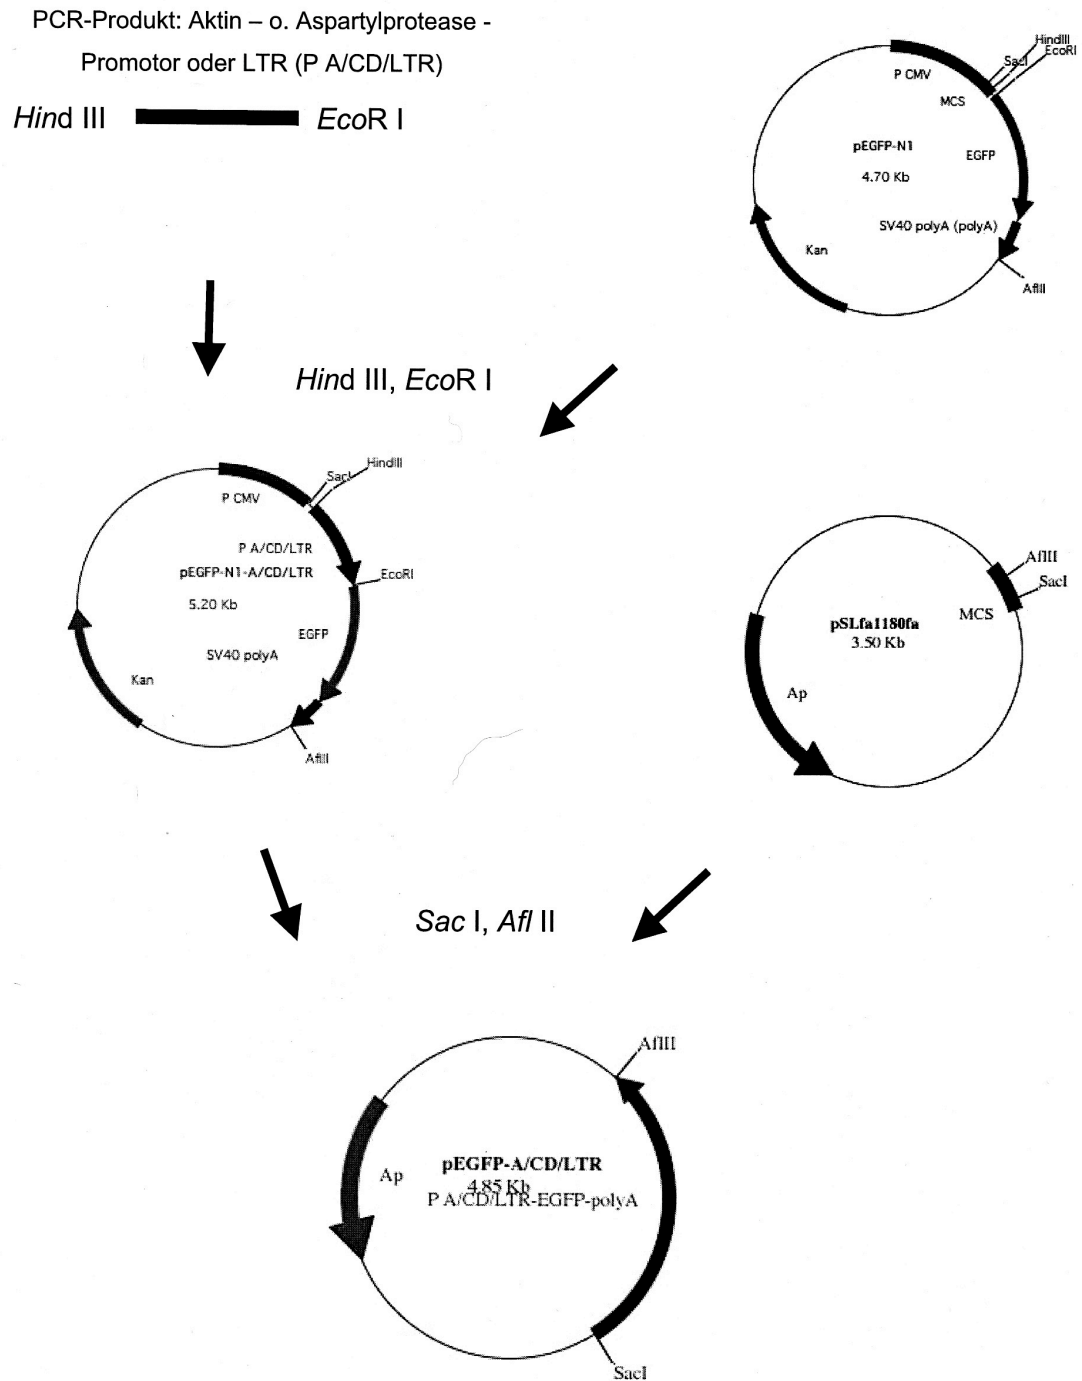 PCR-Produkt: Aktin – o. Aspartylprotease -
Promotor oder LTR (P A/CD/LTR)
Hind III
EcoR I
HindIII
SacI
EcoRI
P CMV
MCS
pEGFP-N1
EGFP
4.70 Kb
SV40 polyA (polyA)
Kan
AflII
Hind III, EcoR I
HindIII
SacI
P CMV
P A/CD/LTR
pEGFP-N1-A/CD/LTR
EcoRI
5.20 Kb
EGFP
SV40 polyA
Kan
AflII
AflII
SacI
MCS
pSLfa1180fa
3.50 Kb
Ap
Sac I, Afl II
AflII
pEGFP-A/CD/LTR
Ap
4.85 Kb
P A/CD/LTR-EGFP-polyA
SacI